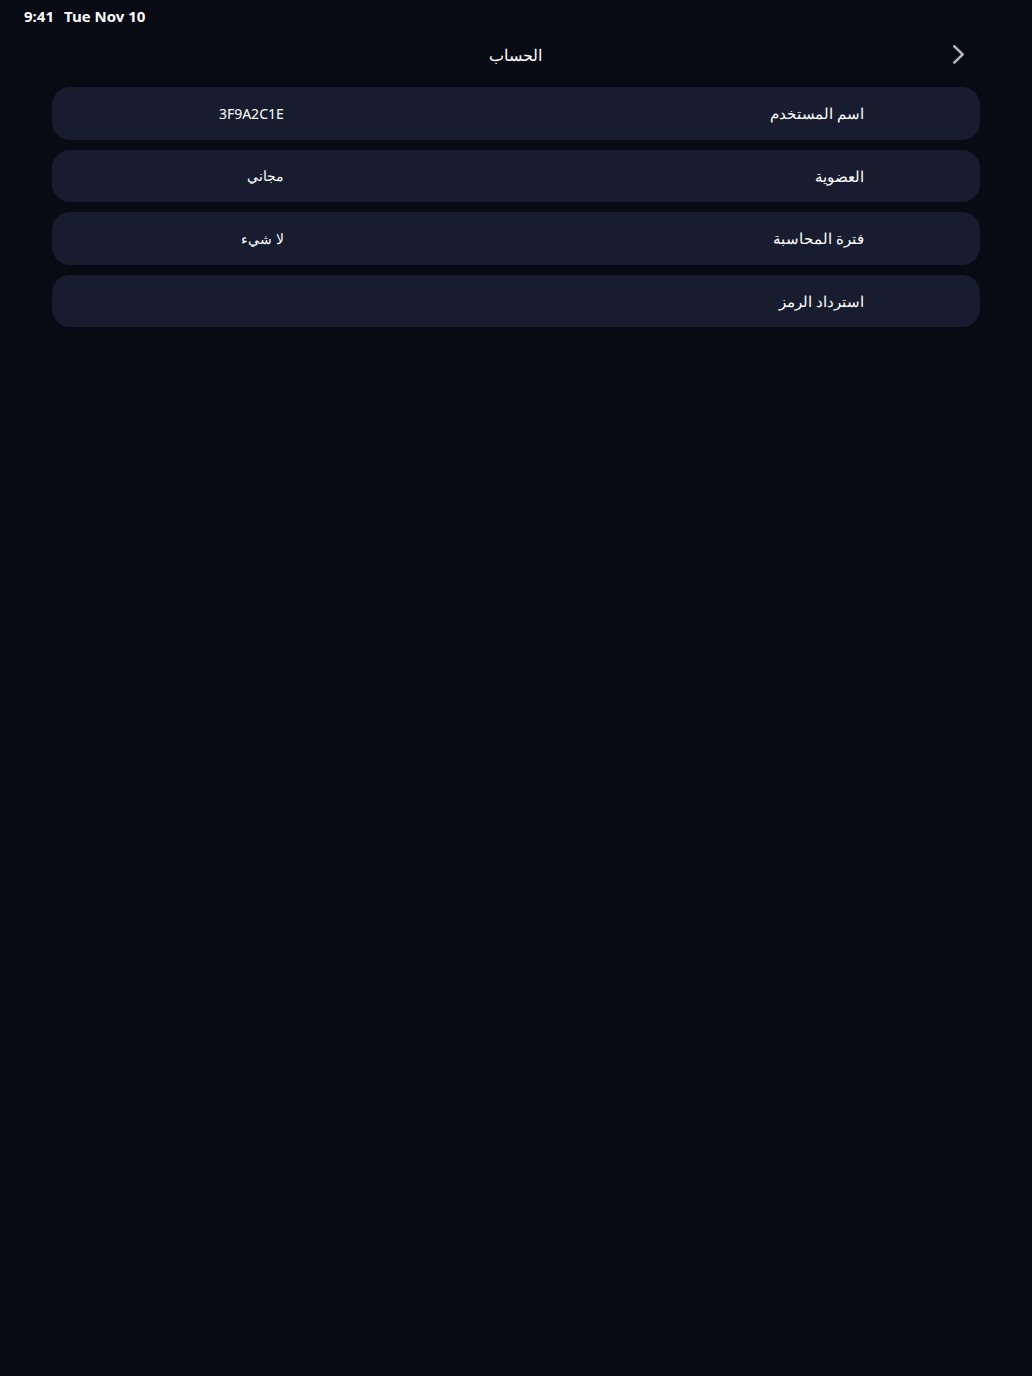 9:41 Tue Nov 10
الحساب
اسم المستخدم 3F9A2C1E
العضوية مجاني
فترة المحاسبة لا شيء
استرداد الرمز